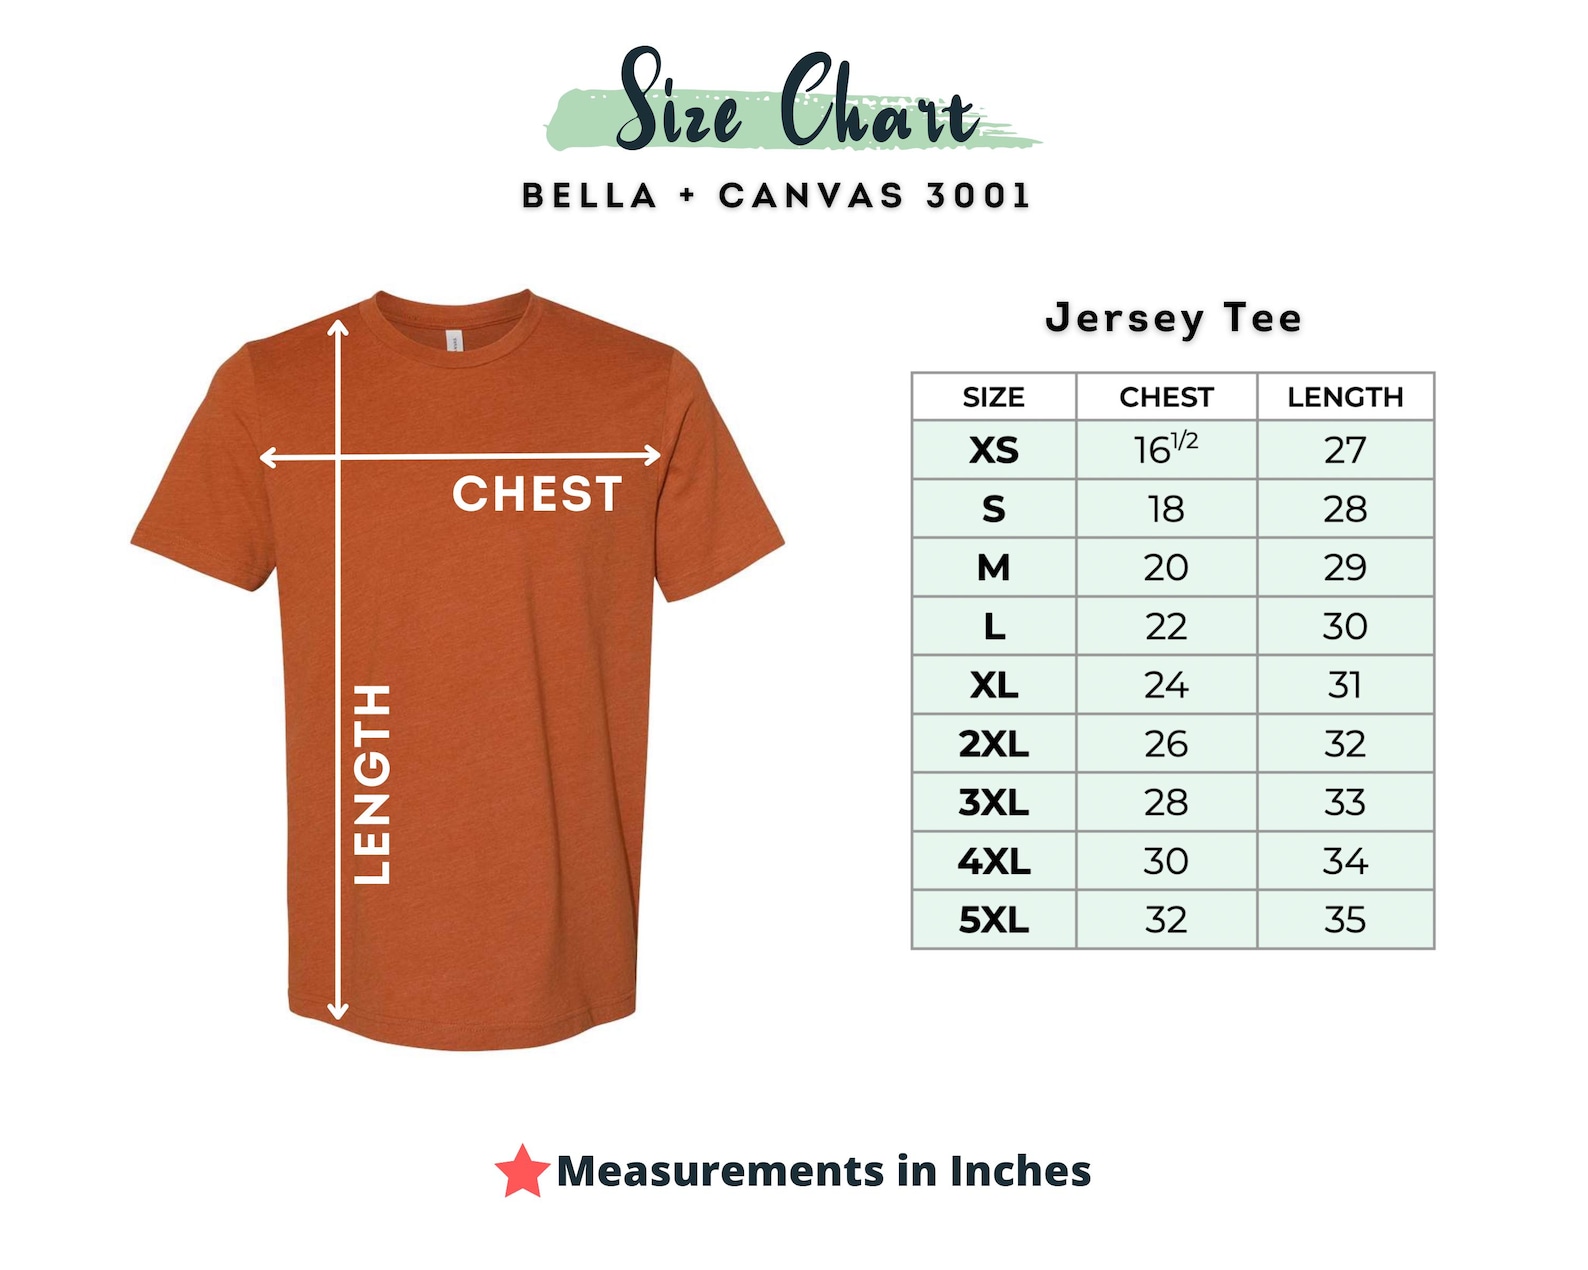 Size Chart
BELLA + CANVAS 3001
Jersey Tee
SIZE CHEST LENGTH
XS 16 1/2 27
S 18 28
M 20 29
L 22 30
XL 24 31
2XL 26 32
3XL 28 33
4XL 30 34
5XL 32 35
CHEST
LENGTH
Measurements in Inches